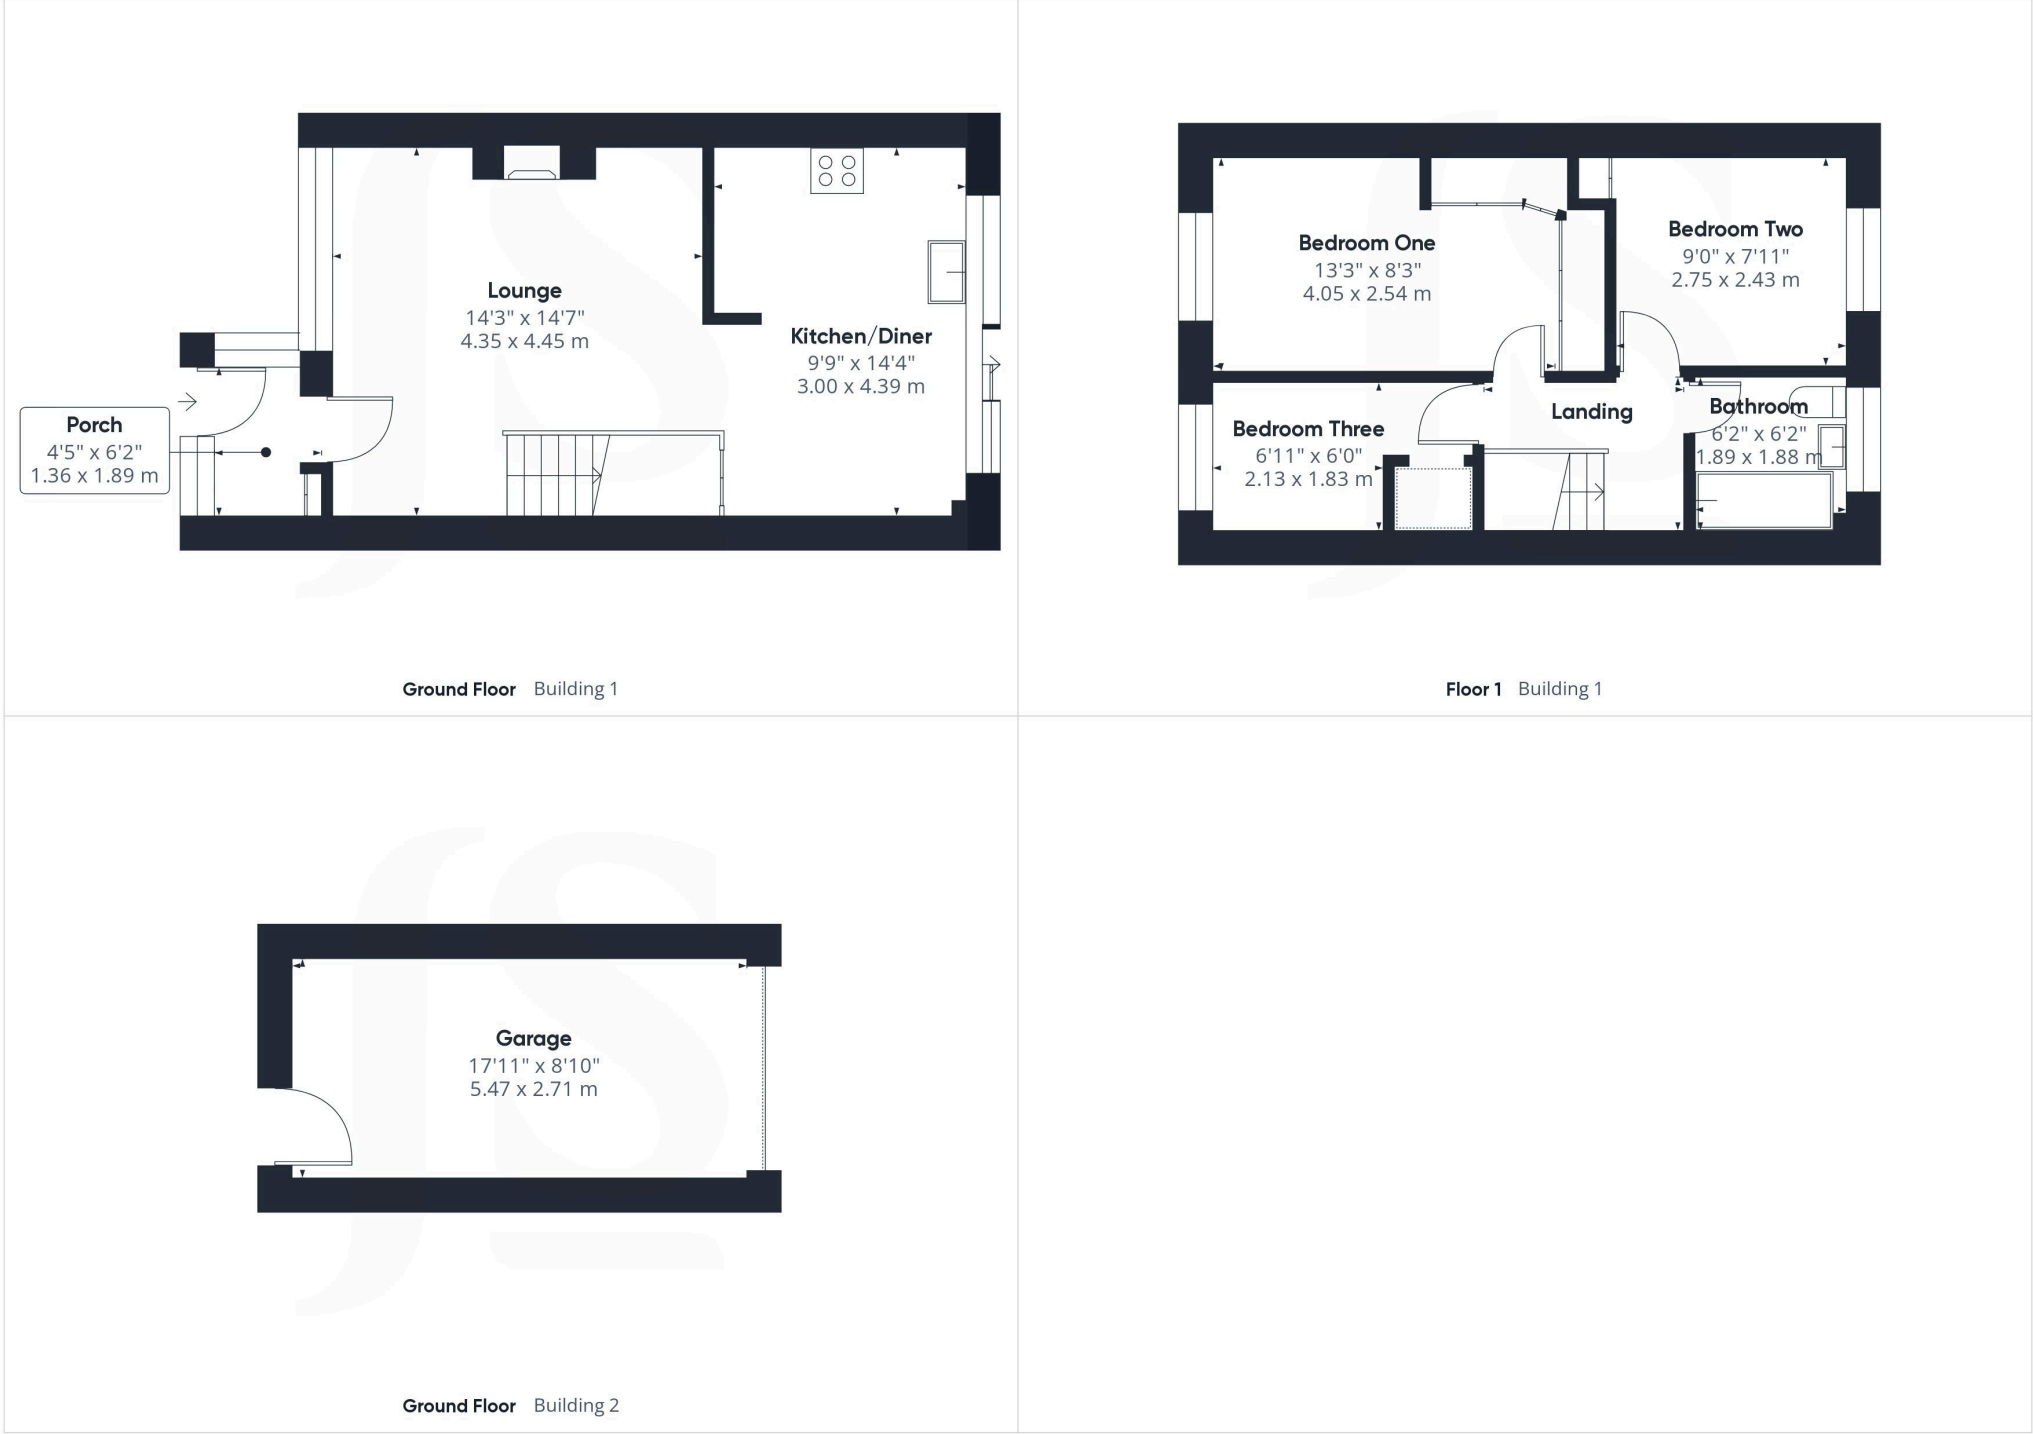 Lounge
14'3" x 14'7"
4.35 x 4.45 m
Kitchen/Diner
9'9" x 14'4"
3.00 x 4.39 m
Porch
4'5" x 6'2"
1.36 x 1.89 m
Ground Floor Building 1
Bedroom One
13'3" x 8'3"
4.05 x 2.54 m
Bedroom Two
9'0" x 7'11"
2.75 x 2.43 m
Bedroom Three
6'11" x 6'0"
2.13 x 1.83 m
Landing
Bathroom
6'2" x 6'2"
1.89 x 1.88 m
Floor 1 Building 1
Garage
17'11" x 8'10"
5.47 x 2.71 m
Ground Floor Building 2
JS
JS
JS